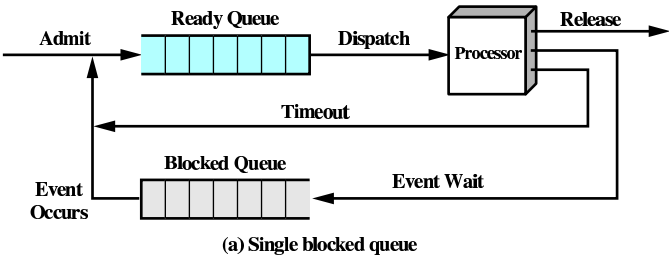 Ready Queue
Release
Admit
Dispatch
Processor
Timeout
Blocked Queue
Event Wait
Event
Occurs
(a) Single blocked queue